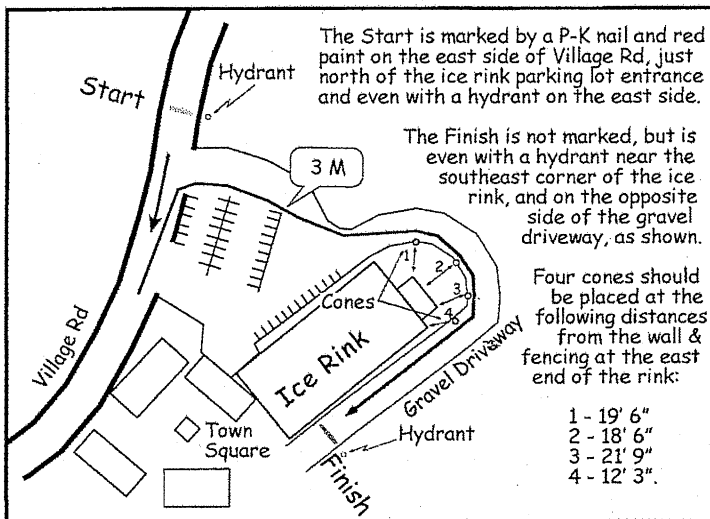 The Start is marked by a P-K nail and red
paint on the east side of Village Rd, just
north of the ice rink parking lot entrance
and even with a hydrant on the east side.
Hydrant
Start
The Finish is not marked, but is
even with a hydrant near the
southeast corner of the ice
rink, and on the opposite
side of the gravel
driveway, as shown.
3 M
1
2
3
4
Cones
Four cones should
be placed at the
following distances
from the wall &
fencing at the east
end of the rink:
1 - 19' 6"
2 - 18' 6"
3 - 21' 9"
4 - 12' 3".
Village Rd
Ice Rink
Gravel Driveway
Town
Square
Hydrant
Finish